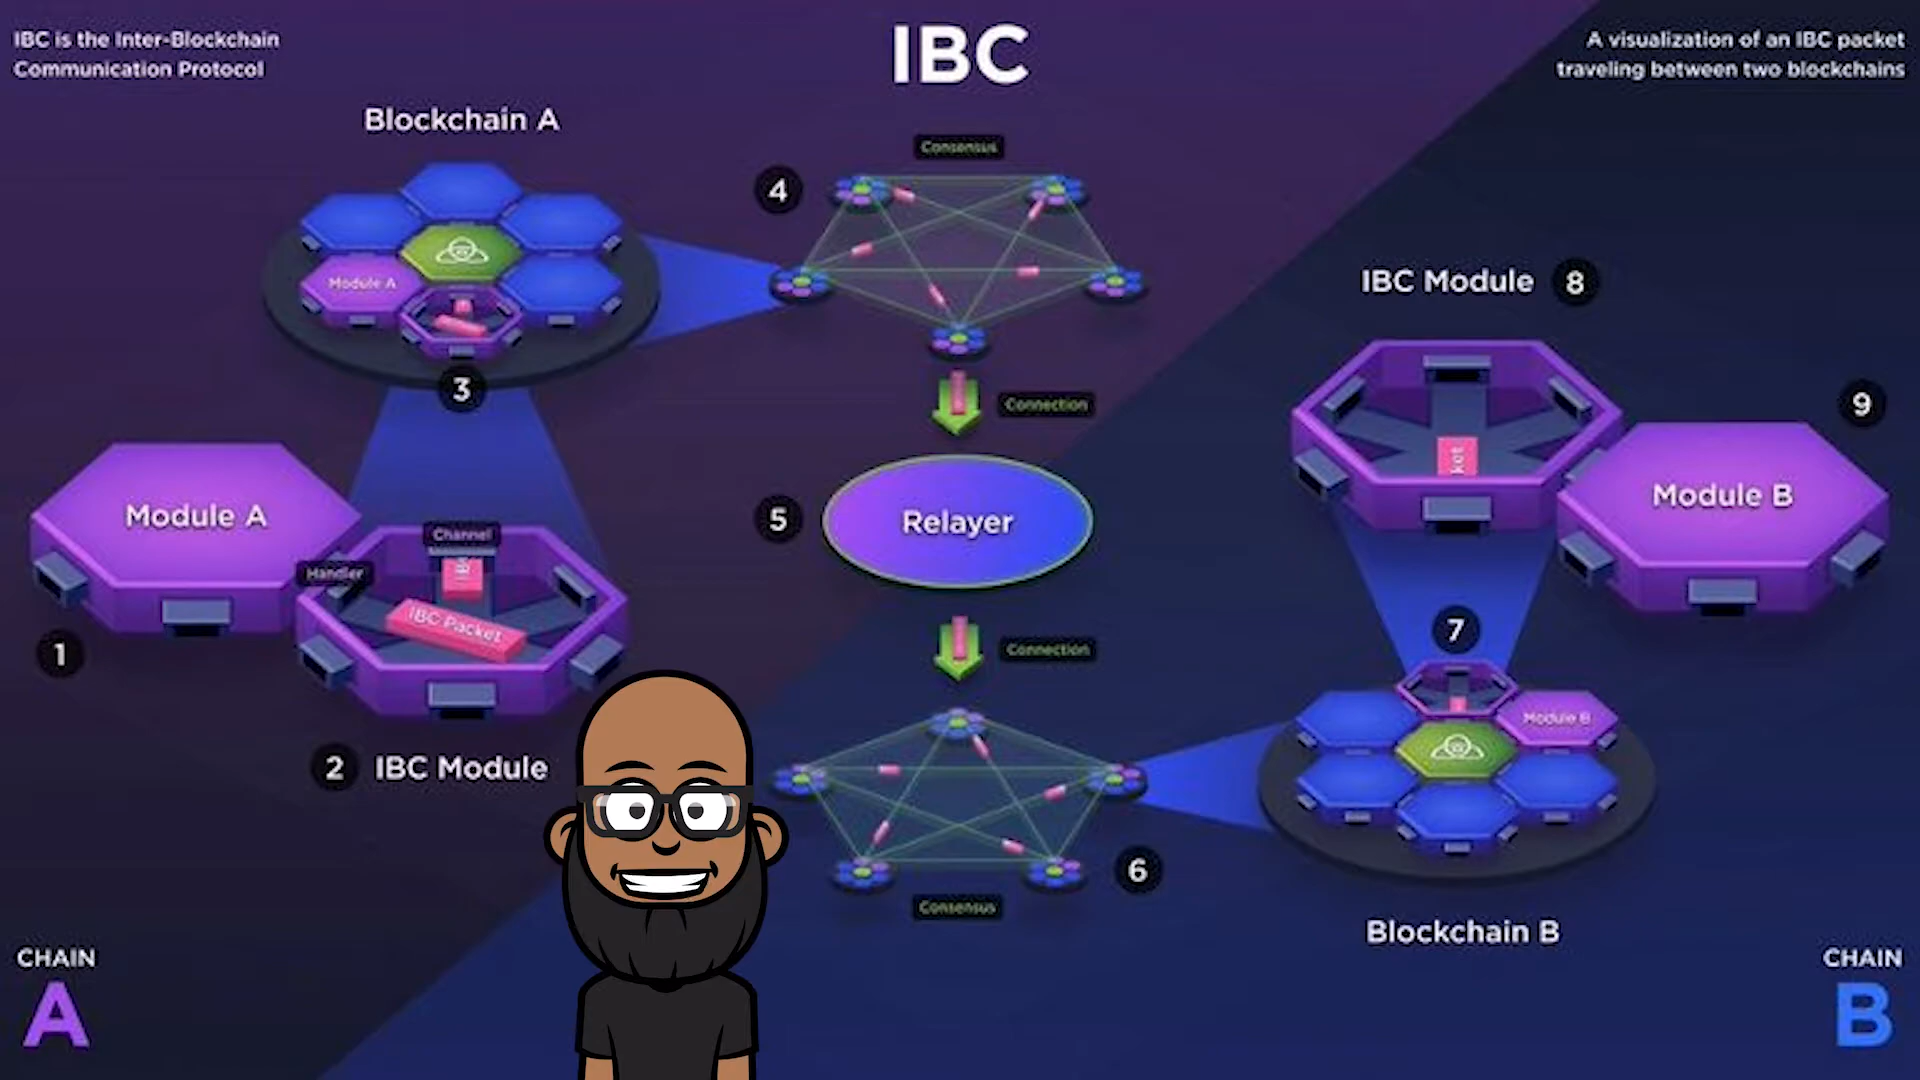 IBC is the Inter-Blockchain
Communication Protocol
IBC
A visualization of an IBC packet
traveling between two blockchains
Blockchain A
Module A
3
4
Consensus
Connection
5
Relayer
Connection
6
Consensus
Module A
1
Handler
Channel
IBC Packet
2
IBC Module
IBC Module
8
9
ket
Module B
7
Module B
Blockchain B
CHAIN
A
CHAIN
B